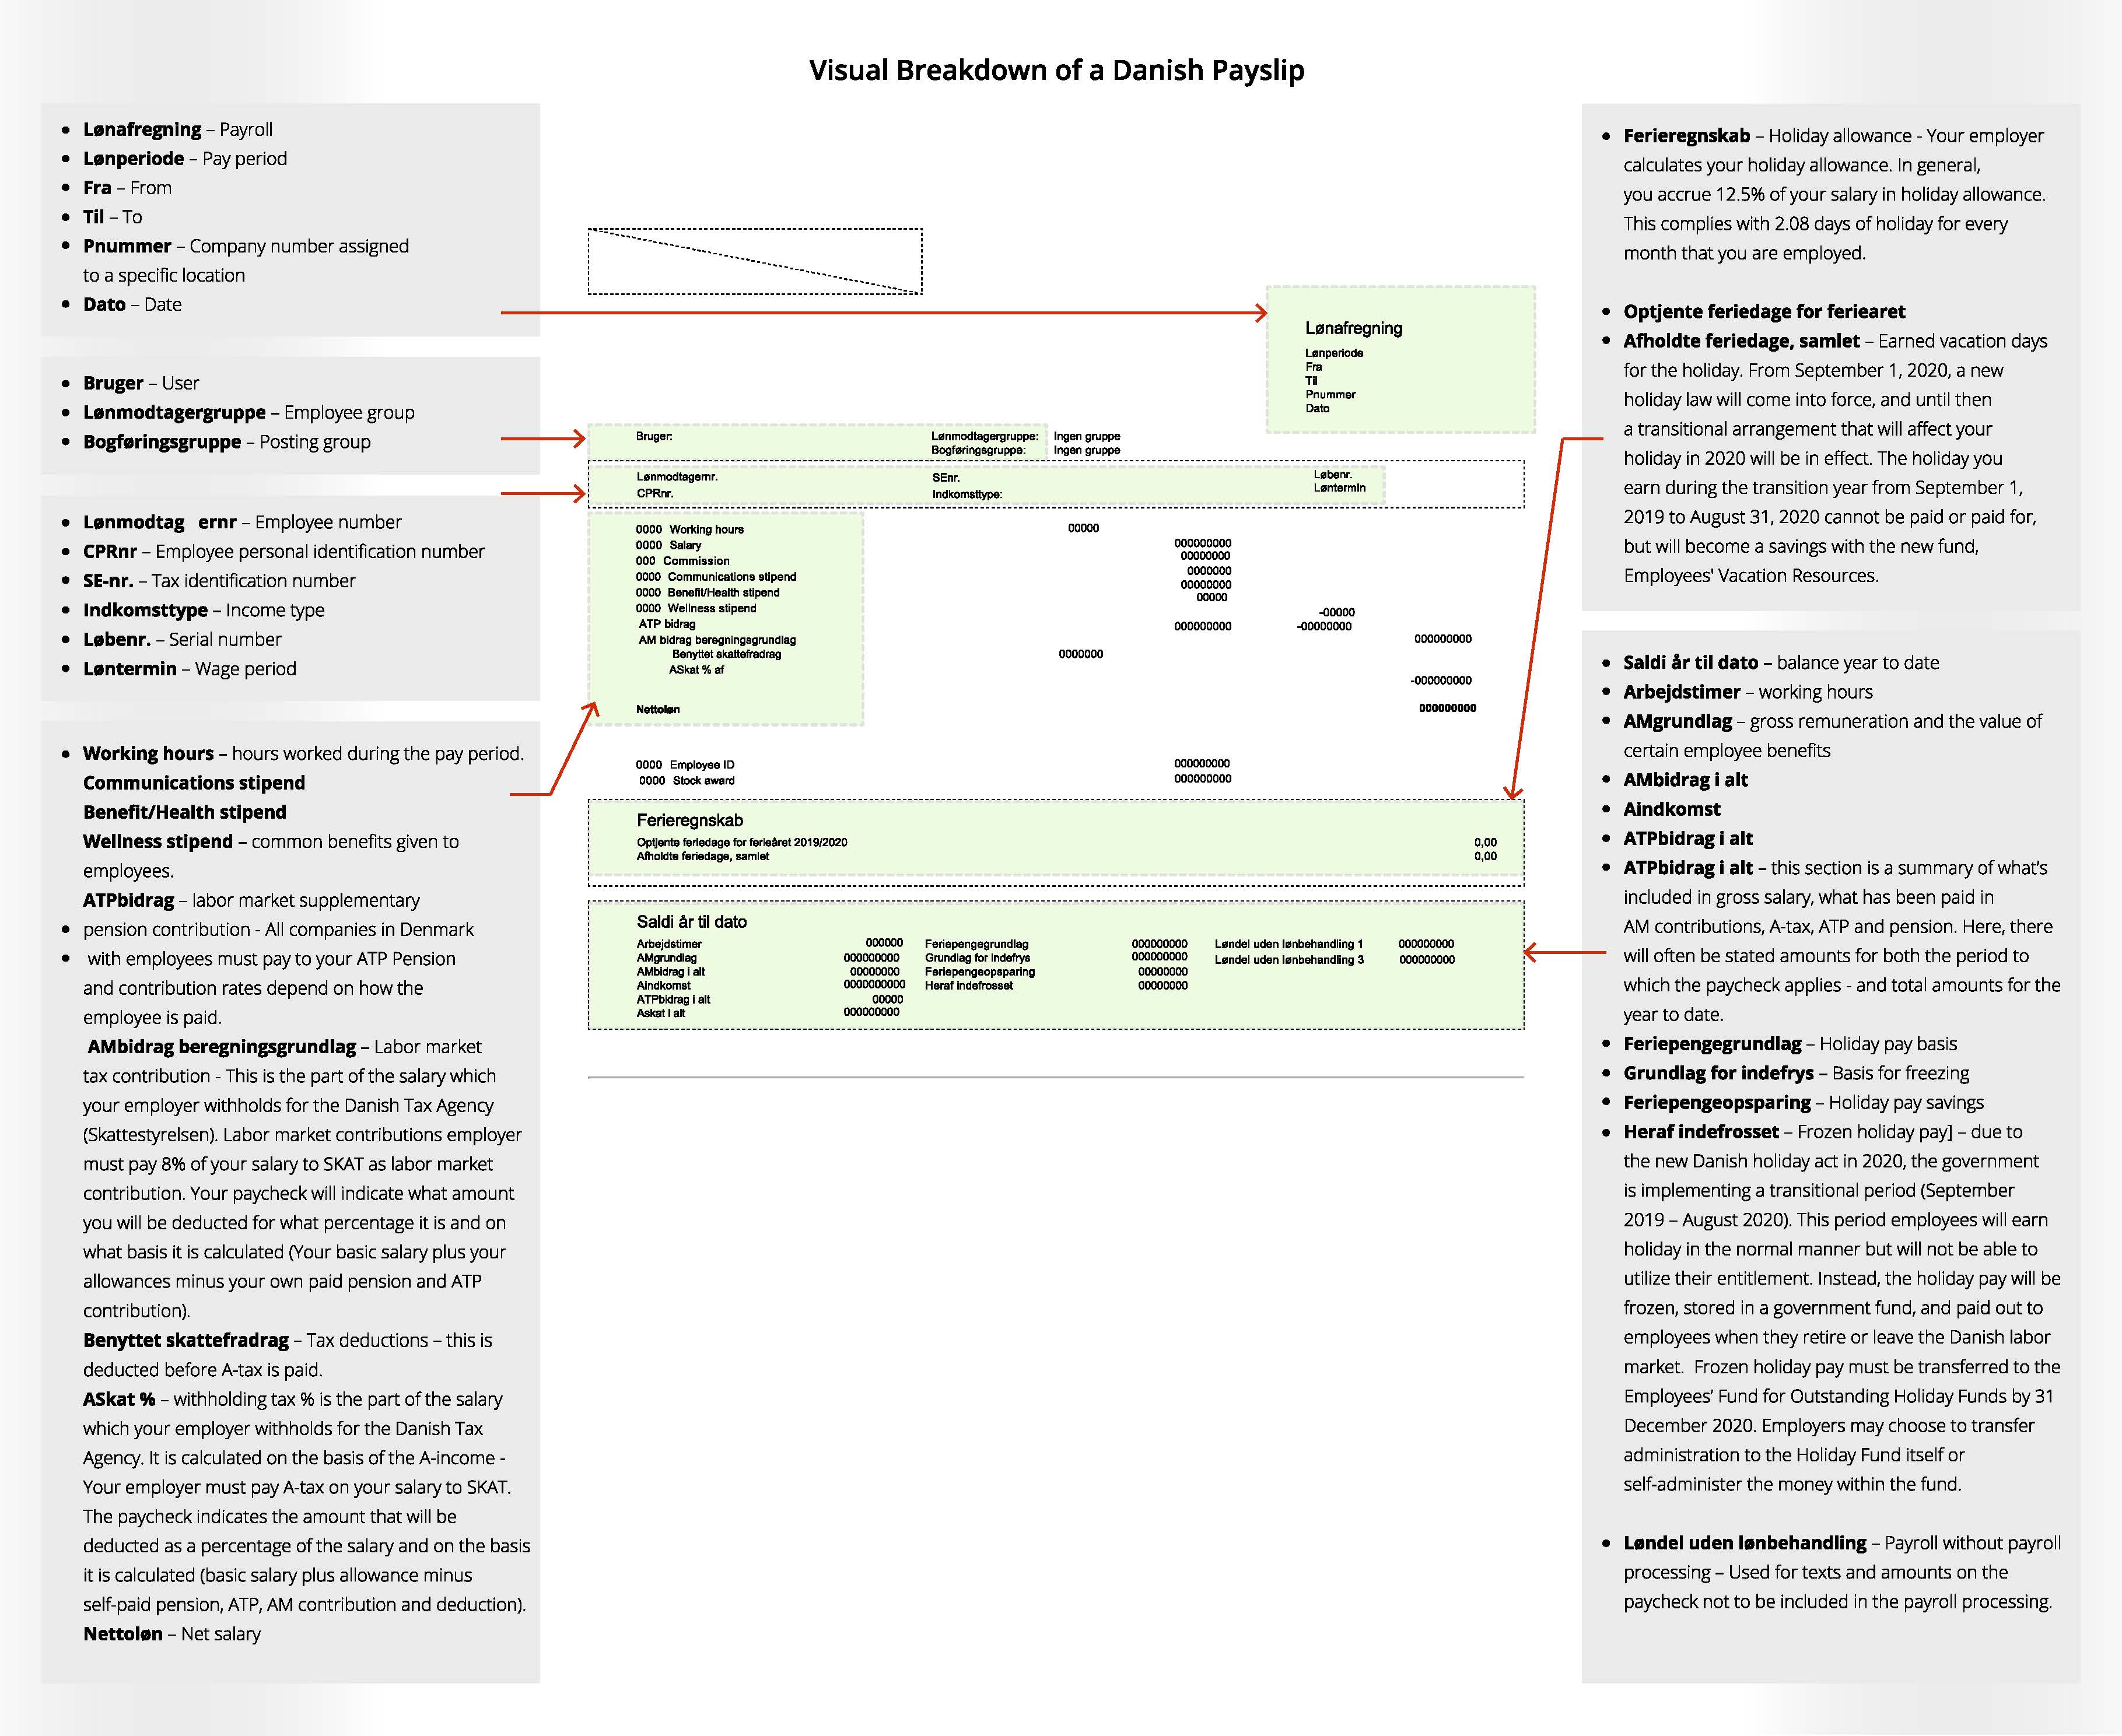 Visual Breakdown of a Danish Payslip
Lønafregning – Payroll
Lønperiode – Pay period
Fra – From
Til – To
Pnummer – Company number assigned
to a specific location
Dato – Date
Bruger – User
Lønmodtagergruppe – Employee group
Bogføringsgruppe – Posting group
Lønmodtag ernr – Employee number
CPRnr – Employee personal identification number
SE-nr. – Tax identification number
Indkomsttype – Income type
Løbenr. – Serial number
Løntermin – Wage period
Working hours – hours worked during the pay period.
Communications stipend
Benefit/Health stipend
Wellness stipend – common benefits given to
employees.
ATPbidrag – labor market supplementary
pension contribution - All companies in Denmark
with employees must pay to your ATP Pension
and contribution rates depend on how the
employee is paid.
AMbidrag beregningsgrundlag – Labor market
tax contribution - This is the part of the salary which
your employer withholds for the Danish Tax Agency
(Skattestyrelsen). Labor market contributions employer
must pay 8% of your salary to SKAT as labor market
contribution. Your paycheck will indicate what amount
you will be deducted for what percentage it is and on
what basis it is calculated (Your basic salary plus your
allowances minus your own paid pension and ATP
contribution).
Benyttet skattefradrag – Tax deductions – this is
deducted before A-tax is paid.
ASkat % – withholding tax % is the part of the salary
which your employer withholds for the Danish Tax
Agency. It is calculated on the basis of the A-income -
Your employer must pay A-tax on your salary to SKAT.
The paycheck indicates the amount that will be
deducted as a percentage of the salary and on the basis
it is calculated (basic salary plus allowance minus
self-paid pension, ATP, AM contribution and deduction).
Nettoløn – Net salary
Lønafregning
Lønperiode
Fra
Til
Pnummer
Dato
Bruger: Lønmodtagergruppe: Ingen gruppe
Bogføringsgruppe: Ingen gruppe
Lønmodtagernr. SEnr. Løbenr.
CPRnr. Indkomsttype: Løntermin
0000 Working hours 00000
0000 Salary 000000000
000 Commission 00000000
0000 Communications stipend 0000000
0000 Benefit/Health stipend 00000000
0000 Wellness stipend 00000
ATP bidrag -00000
AM bidrag beregningsgrundlag 000000000 -00000000 000000000
Benyttet skattefradrag 0000000
ASkat % af -000000000
Nettoløn 000000000
0000 Employee ID 000000000
0000 Stock award 000000000
Ferieregnskab
Optjente feriedage for ferieåret 2019/2020 0,00
Afholdte feriedage, samlet 0,00
Saldi år til dato
Arbejdstimer 000000 Feriepengegrundlag 000000000 Løndel uden lønbehandling 1 000000000
AMgrundlag 000000000 Grundlag for indefrys 000000000 Løndel uden lønbehandling 3 000000000
AMbidrag i alt 00000000 Feriepengeopsparing 00000000
Aindkomst 0000000000 Heraf indefrosset 00000000
ATPbidrag i alt 00000
Askat i alt 000000000
Ferieregnskab – Holiday allowance - Your employer
calculates your holiday allowance. In general,
you accrue 12.5% of your salary in holiday allowance.
This complies with 2.08 days of holiday for every
month that you are employed.
Optjente feriedage for feriearet
Afholdte feriedage, samlet – Earned vacation days
for the holiday. From September 1, 2020, a new
holiday law will come into force, and until then
a transitional arrangement that will affect your
holiday in 2020 will be in effect. The holiday you
earn during the transition year from September 1,
2019 to August 31, 2020 cannot be paid or paid for,
but will become a savings with the new fund,
Employees' Vacation Resources.
Saldi år til dato – balance year to date
Arbejdstimer – working hours
AMgrundlag – gross remuneration and the value of
certain employee benefits
AMbidrag i alt
Aindkomst
ATPbidrag i alt
ATPbidrag i alt – this section is a summary of what’s
included in gross salary, what has been paid in
AM contributions, A-tax, ATP and pension. Here, there
will often be stated amounts for both the period to
which the paycheck applies - and total amounts for the
year to date.
Feriepengegrundlag – Holiday pay basis
Grundlag for indefrys – Basis for freezing
Feriepengeopsparing – Holiday pay savings
Heraf indefrosset – Frozen holiday pay] – due to
the new Danish holiday act in 2020, the government
is implementing a transitional period (September
2019 – August 2020). This period employees will earn
holiday in the normal manner but will not be able to
utilize their entitlement. Instead, the holiday pay will be
frozen, stored in a government fund, and paid out to
employees when they retire or leave the Danish labor
market. Frozen holiday pay must be transferred to the
Employees’ Fund for Outstanding Holiday Funds by 31
December 2020. Employers may choose to transfer
administration to the Holiday Fund itself or
self-administer the money within the fund.
Løndel uden lønbehandling – Payroll without payroll
processing – Used for texts and amounts on the
paycheck not to be included in the payroll processing.